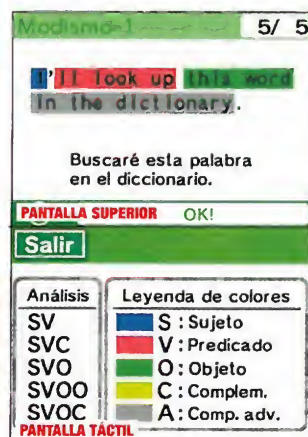 Modismo-1 5/ 5
I'll look up this word
in the dictionary.
Buscaré esta palabra
en el diccionario.
PANTALLA SUPERIOR OK!
Salir
Análisis
SV
SVC
SVO
SVOO
SVOC
Leyenda de colores
S : Sujeto
V : Predicado
O : Objeto
C : Complem.
A : Comp. adv.
PANTALLA TÁCTIL